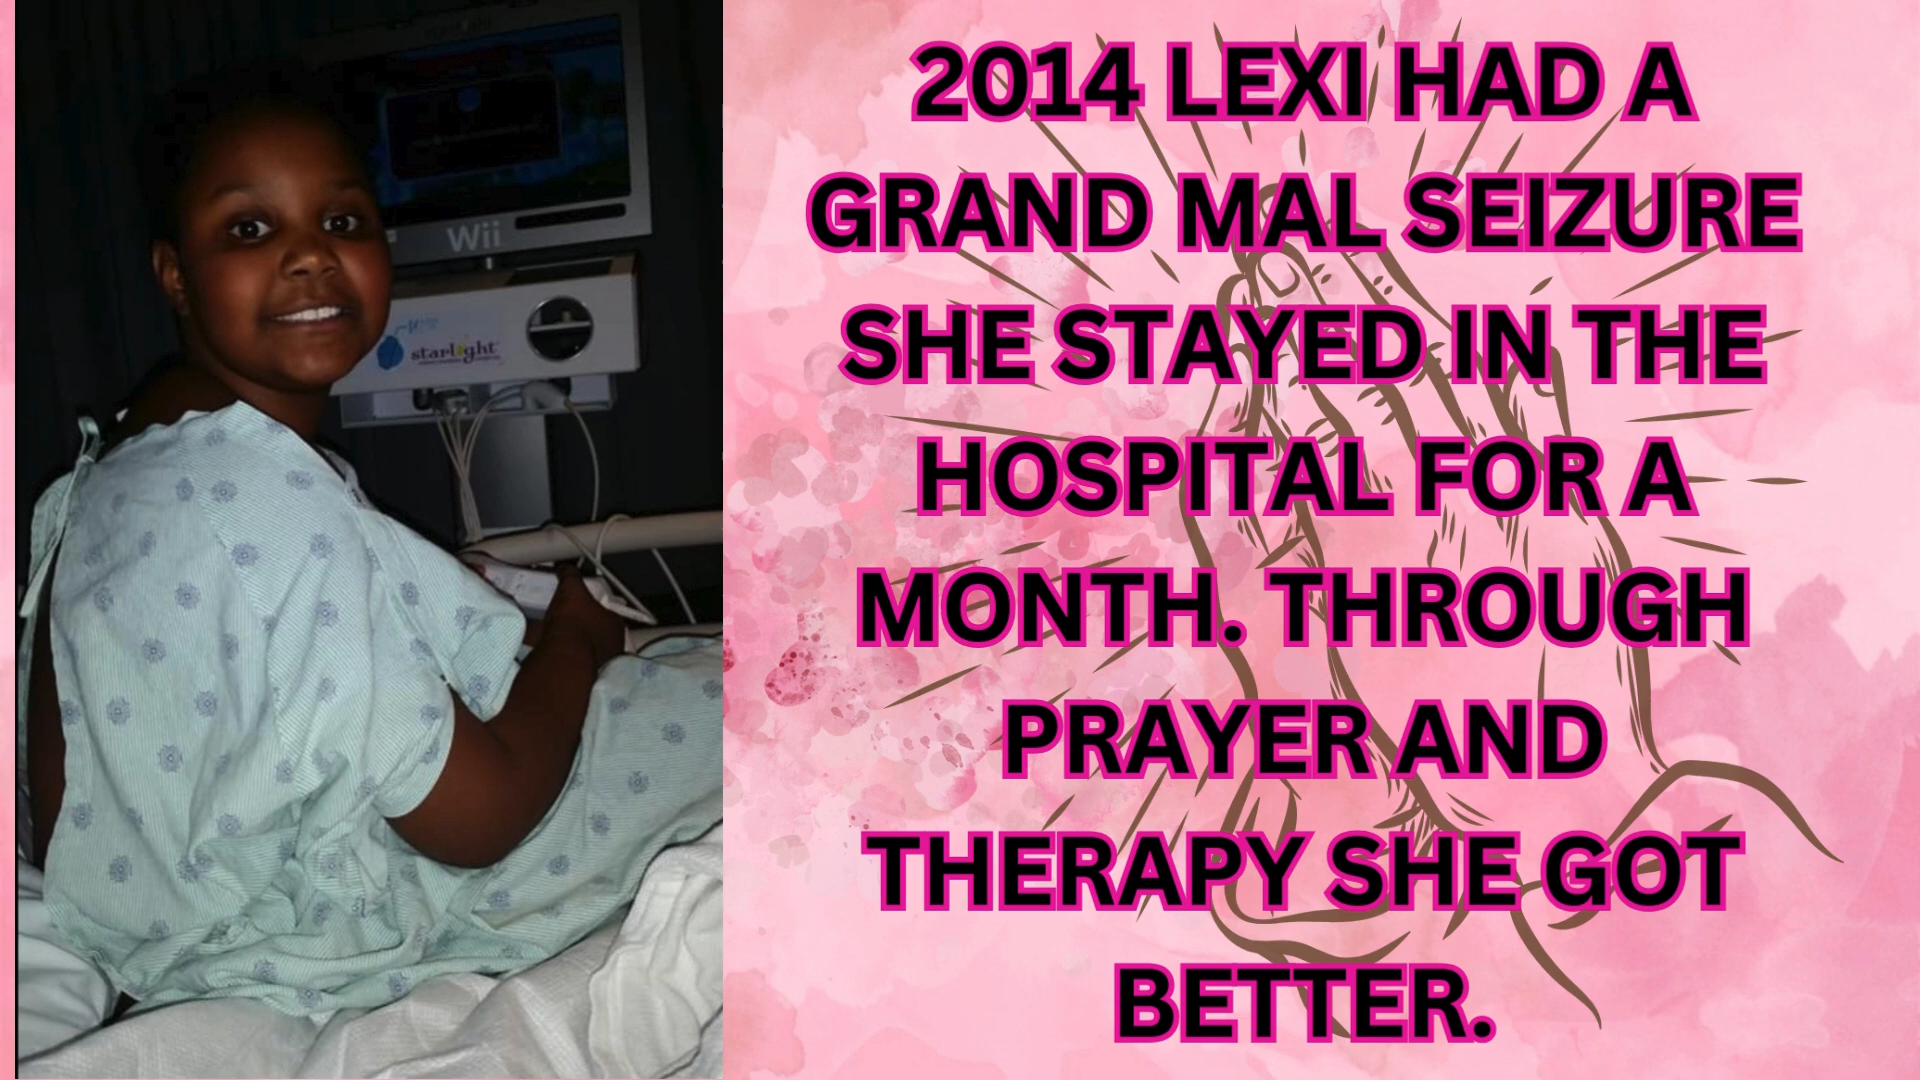 2014 LEXI HAD A
GRAND MAL SEIZURE
SHE STAYED IN THE
HOSPITAL FOR A
MONTH. THROUGH
PRAYER AND
THERAPY SHE GOT
BETTER.
Wii
starlight